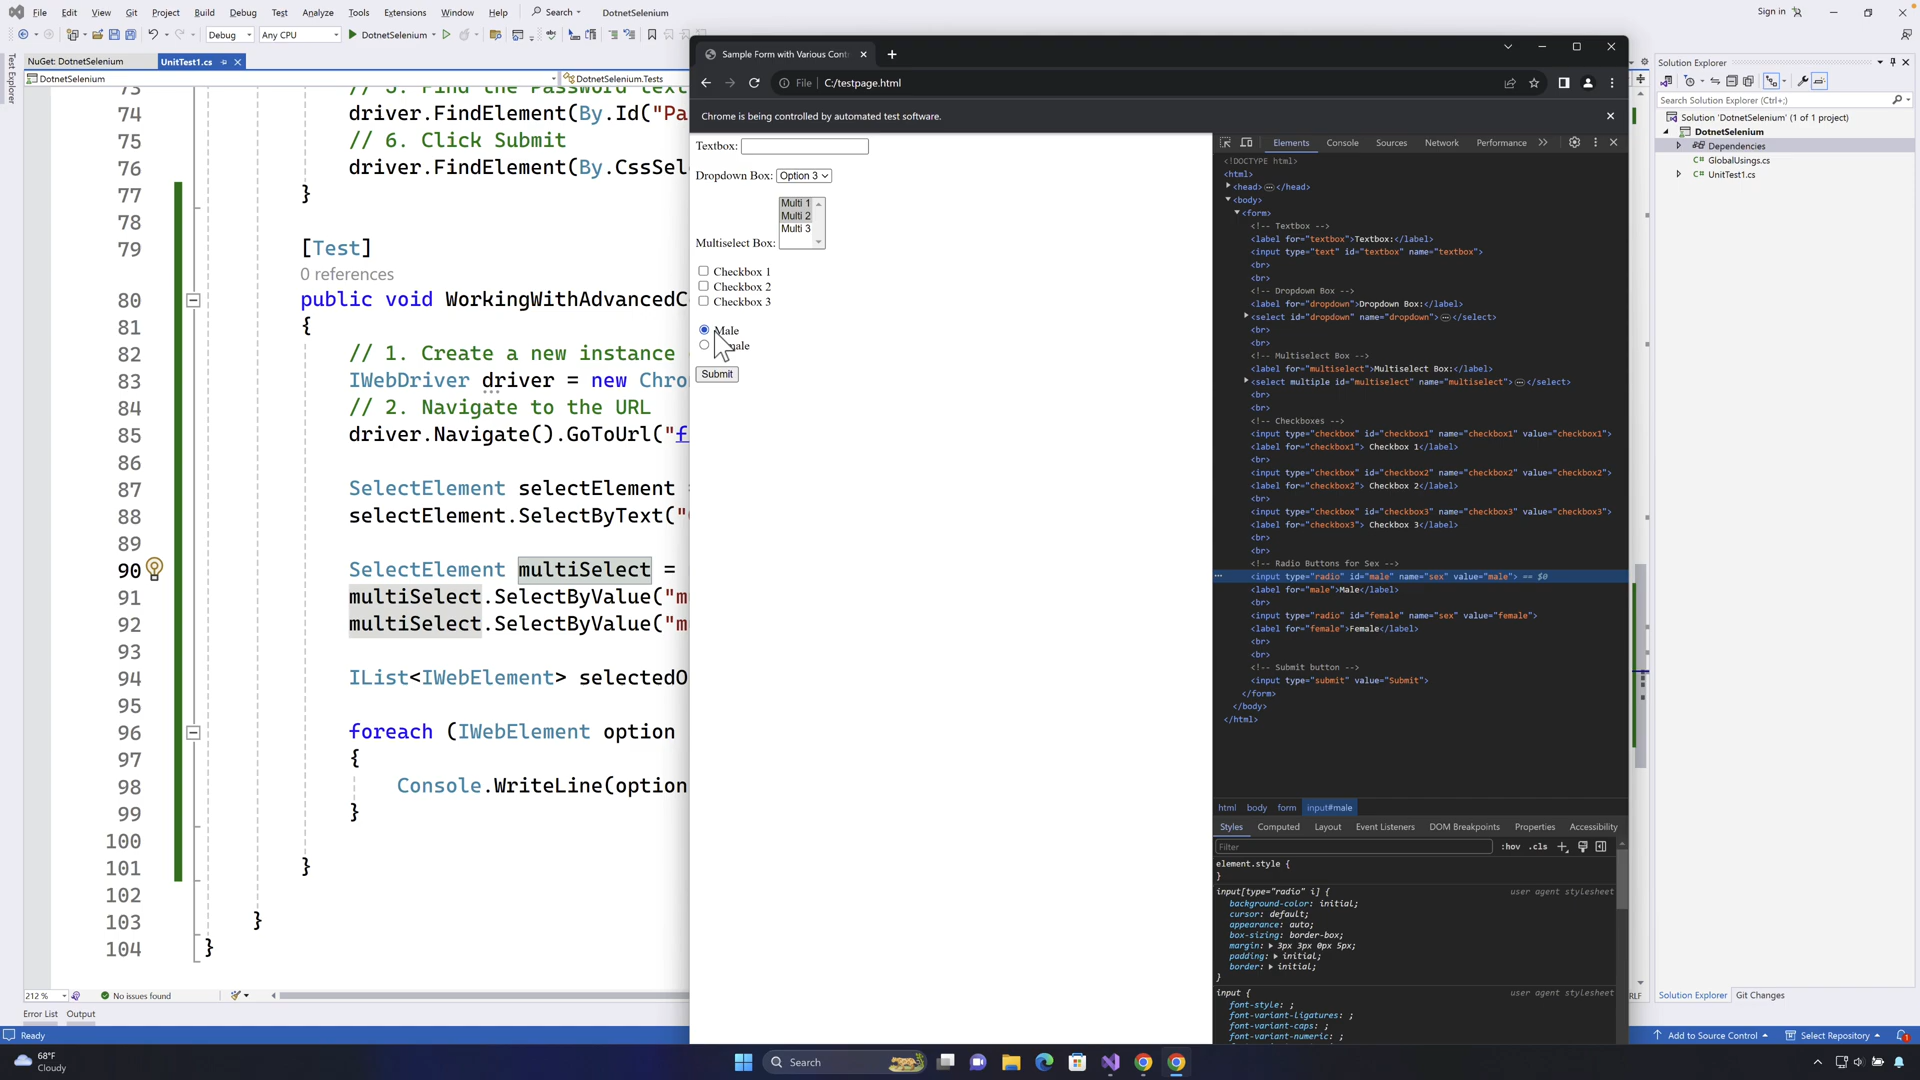 File Edit View Git Project Build Debug Test Analyze Tools Extensions Window Help Search DotnetSelenium Sign in
Debug Any CPU DotnetSelenium
NuGet: DotnetSelenium UnitTest1.cs
DotnetSelenium DotnetSelenium.Tests
Test Explorer
73
74 driver.FindElement(By.Id("Pa
75 // 6. Click Submit
76 driver.FindElement(By.CssSel
77 }
78
79 [Test]
0 references
80 public void WorkingWithAdvancedC
81 {
82 // 1. Create a new instance
83 IWebDriver driver = new Chro
84 // 2. Navigate to the URL
85 driver.Navigate().GoToUrl("f
86
87 SelectElement selectElement
88 selectElement.SelectByText("
89
90 SelectElement multiSelect =
91 multiSelect.SelectByValue("m
92 multiSelect.SelectByValue("m
93
94 IList<IWebElement> selectedO
95
96 foreach (IWebElement option
97 {
98 Console.WriteLine(option
99 }
100
101 }
102
103 }
104 }
212 % No issues found
Error List Output
Ready
Sample Form with Various Cont
File C:/testpage.html
Chrome is being controlled by automated test software.
Textbox:
Dropdown Box: Option 3
Multi 1
Multi 2
Multi 3
Multiselect Box:
Checkbox 1
Checkbox 2
Checkbox 3
Male
Submit
Elements Console Sources Network Performance
<!DOCTYPE html>
<html>
<head> </head>
<body>
<form>
<!-- Textbox -->
<label for="textbox">Textbox:</label>
<input type="text" id="textbox" name="textbox">
<br>
<br>
<!-- Dropdown Box -->
<label for="dropdown">Dropdown Box:</label>
<select id="dropdown" name="dropdown"> </select>
<br>
<br>
<!-- Multiselect Box -->
<label for="multiselect">Multiselect Box:</label>
<select multiple id="multiselect" name="multiselect"> </select>
<br>
<br>
<!-- Checkboxes -->
<input type="checkbox" id="checkbox1" name="checkbox1" value="checkbox1">
<label for="checkbox1"> Checkbox 1</label>
<br>
<input type="checkbox" id="checkbox2" name="checkbox2" value="checkbox2">
<label for="checkbox2"> Checkbox 2</label>
<br>
<input type="checkbox" id="checkbox3" name="checkbox3" value="checkbox3">
<label for="checkbox3"> Checkbox 3</label>
<br>
<br>
<!-- Radio Buttons for Sex -->
<input type="radio" id="male" name="sex" value="male"> == $0
<label for="male">Male</label>
<br>
<input type="radio" id="female" name="sex" value="female">
<label for="female">Female</label>
<br>
<br>
<!-- Submit button -->
<input type="submit" value="Submit">
</form>
</body>
</html>
html body form input#male
Styles Computed Layout Event Listeners DOM Breakpoints Properties Accessibility
Filter :hov .cls
element.style {
}
input[type="radio" i] { user agent stylesheet
background-color: initial;
cursor: default;
appearance: auto;
box-sizing: border-box;
margin: 3px 3px 0px 5px;
padding: initial;
border: initial;
}
input { user agent stylesheet
font-style: ;
font-variant-ligatures: ;
font-variant-caps: ;
font-variant-numeric: ;
Solution Explorer
Search Solution Explorer (Ctrl+;)
Solution 'DotnetSelenium' (1 of 1 project)
DotnetSelenium
Dependencies
GlobalUsings.cs
UnitTest1.cs
Solution Explorer Git Changes
Add to Source Control Select Repository 1
68°F
Cloudy
Search